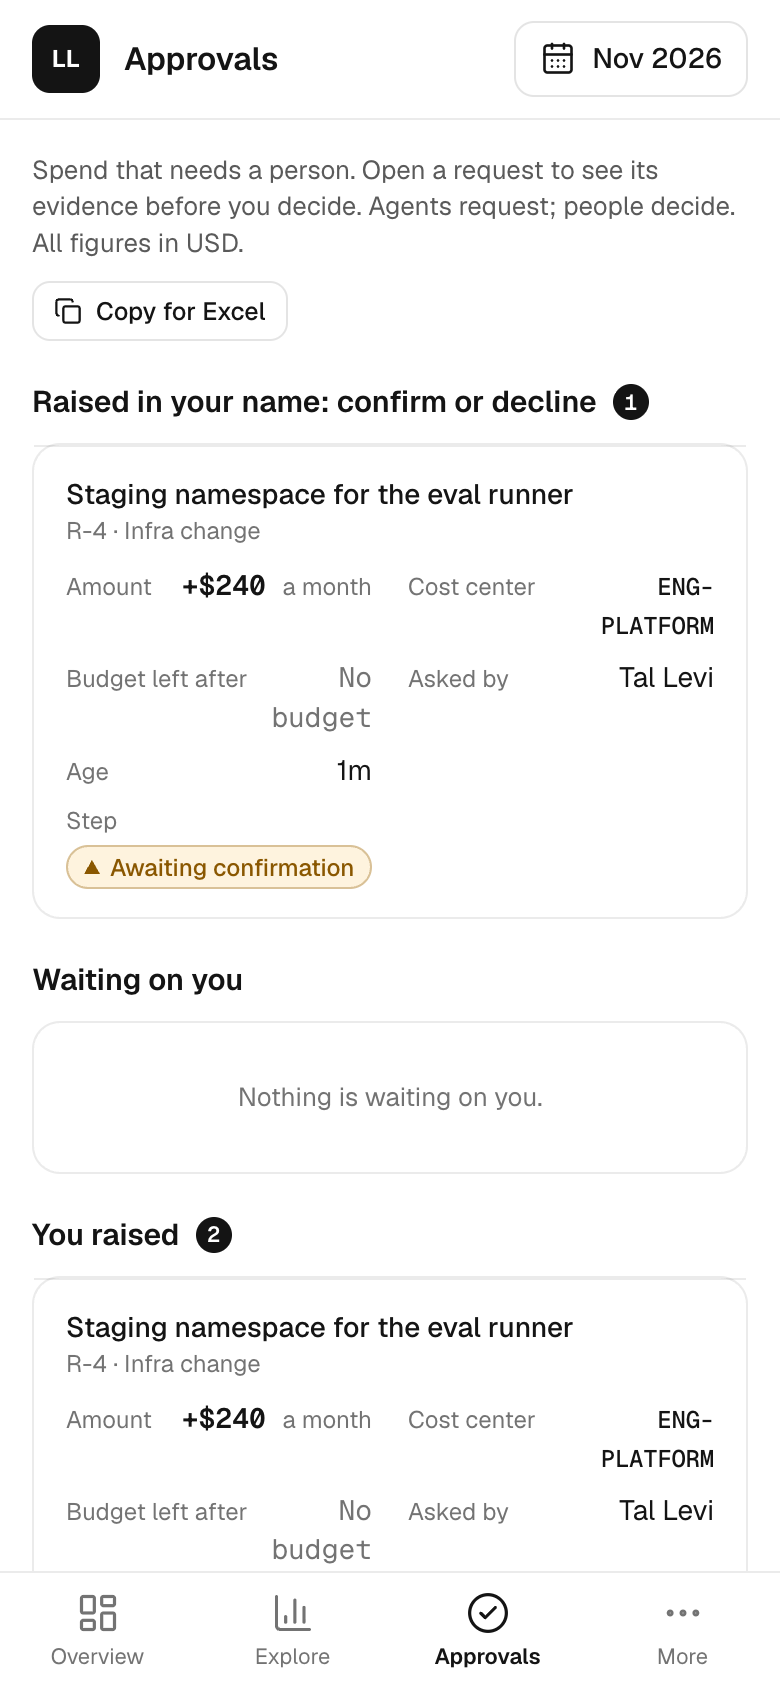 LL
Approvals
Nov 2026
Spend that needs a person. Open a request to see its
evidence before you decide. Agents request; people decide.
All figures in USD.
Copy for Excel
Raised in your name: confirm or decline 1
Staging namespace for the eval runner
R-4 · Infra change
Amount +$240 a month
Cost center ENG-
PLATFORM
Budget left after No
budget
Asked by Tal Levi
Age 1m
Step
▲ Awaiting confirmation
Waiting on you
Nothing is waiting on you.
You raised 2
Staging namespace for the eval runner
R-4 · Infra change
Amount +$240 a month
Cost center ENG-
PLATFORM
Budget left after No
budget
Asked by Tal Levi
Overview
Explore
Approvals
More